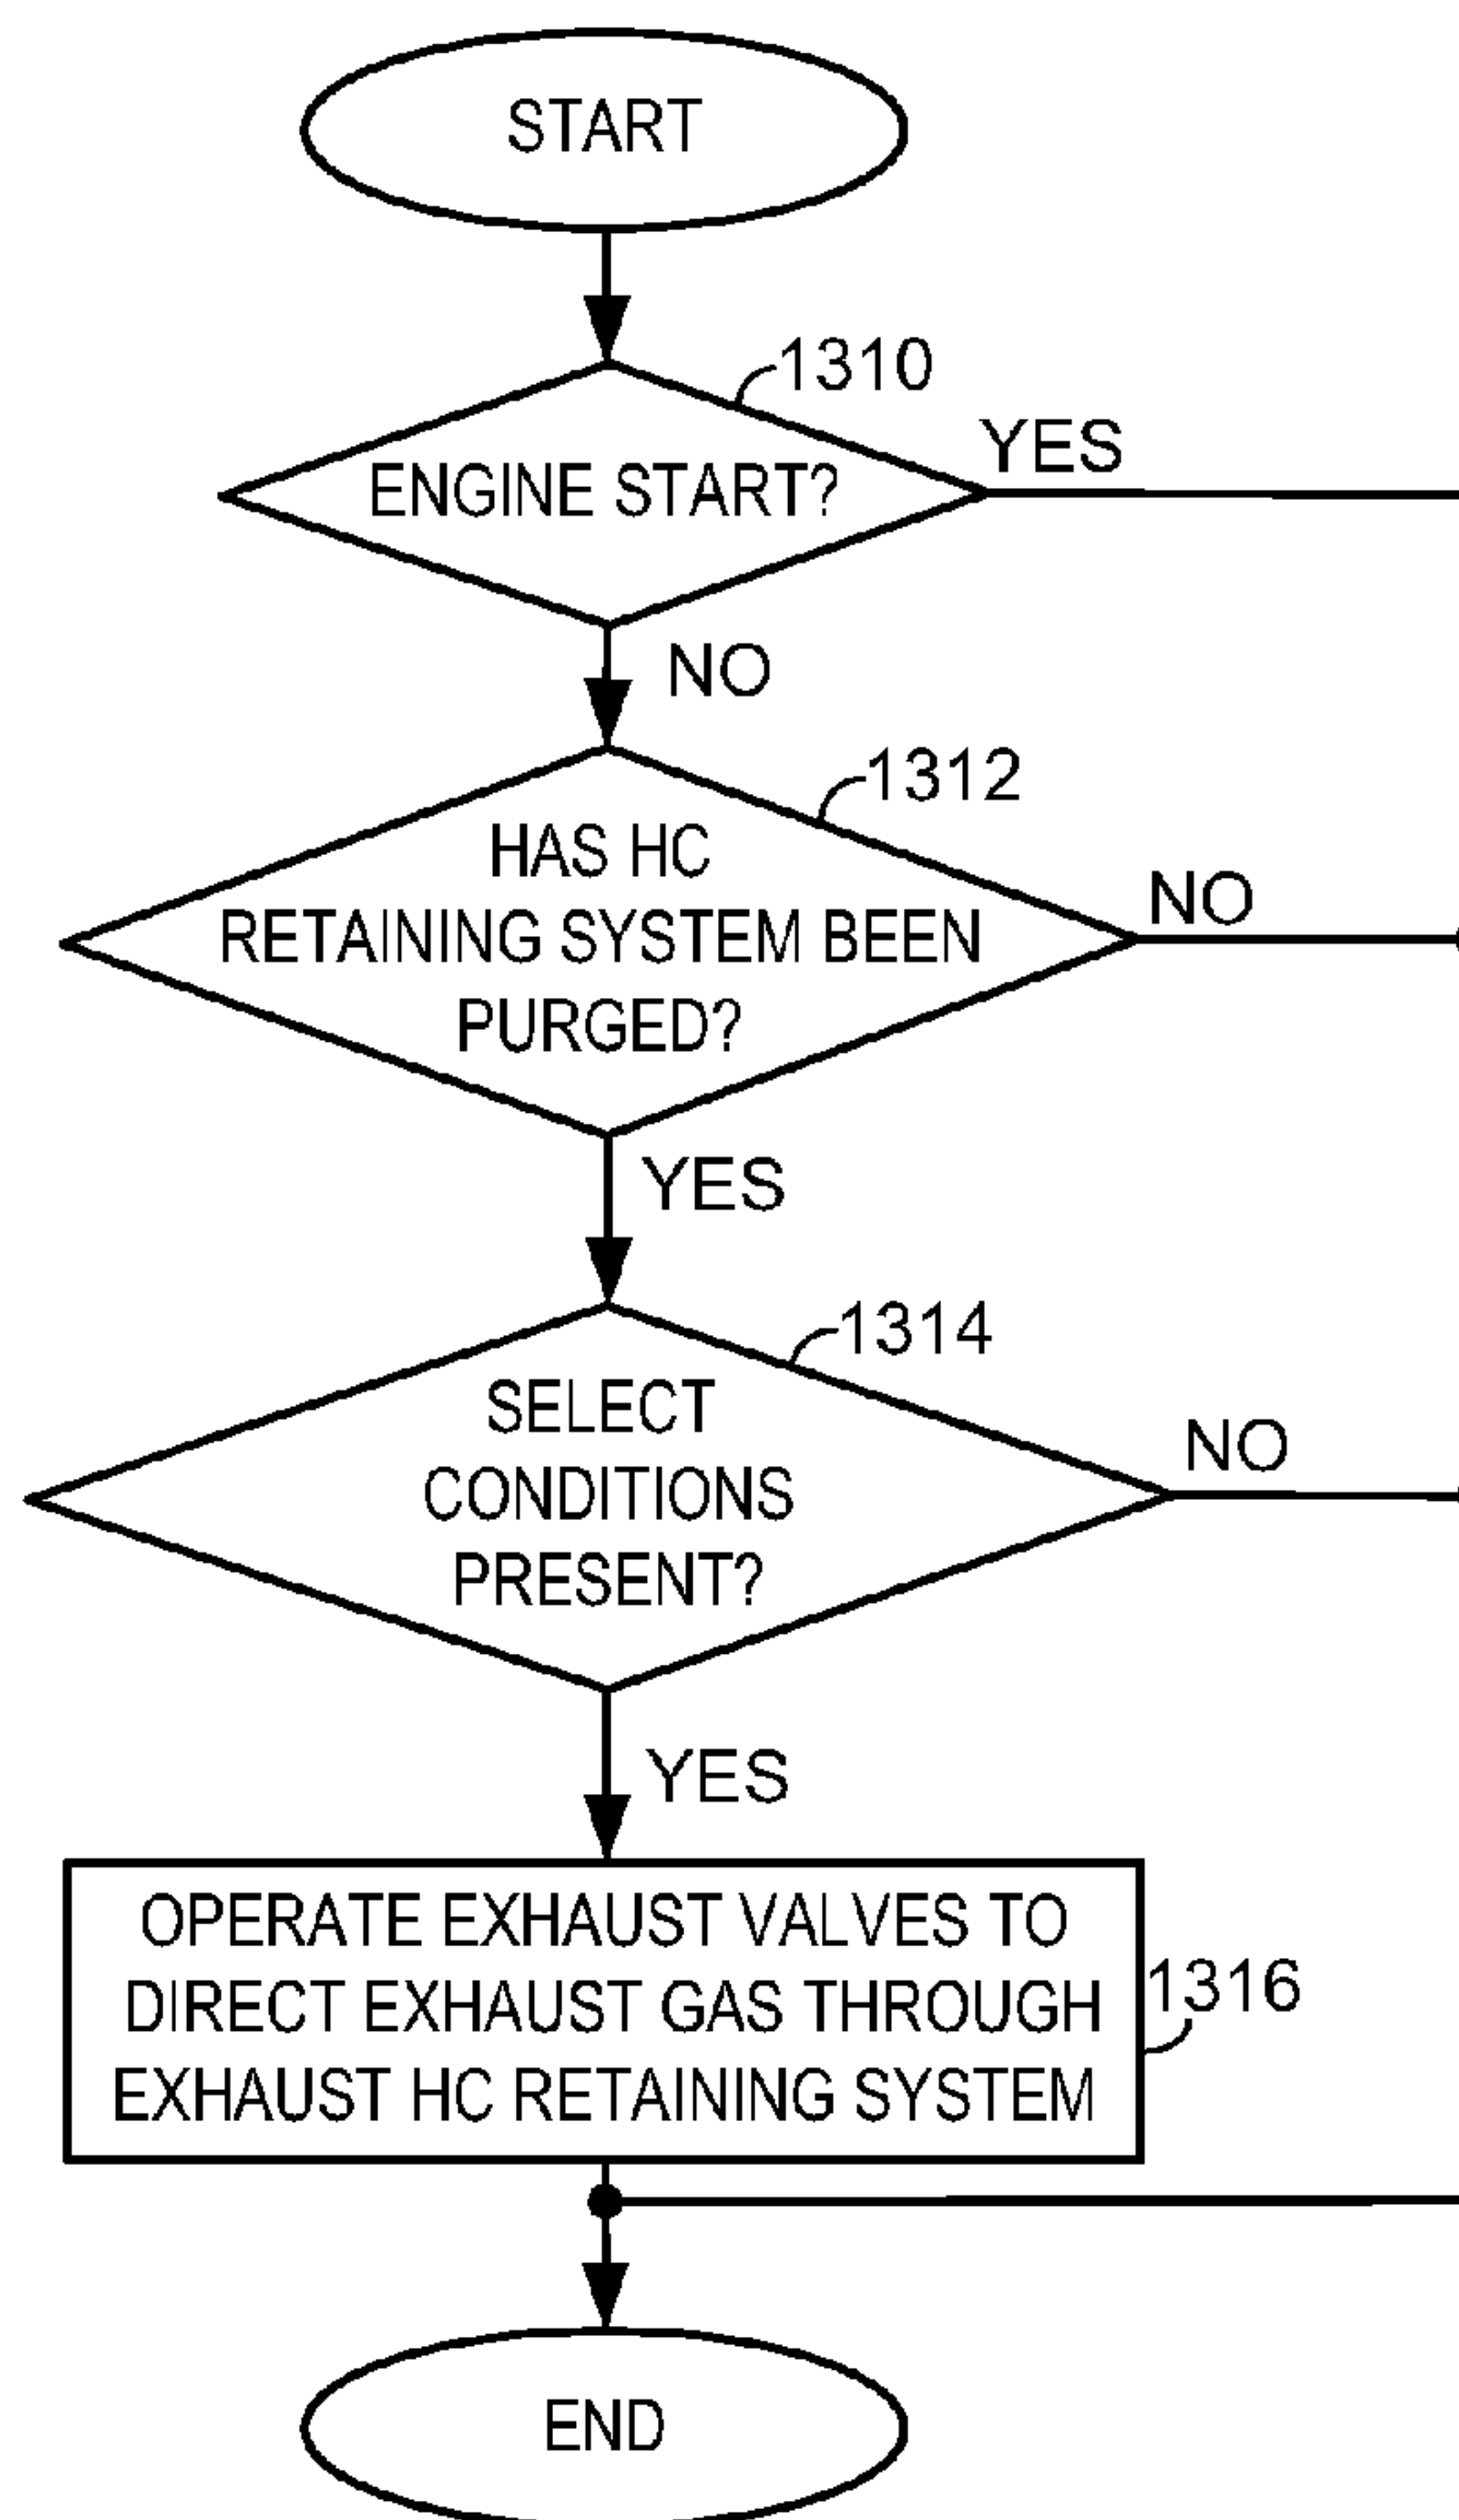 START
1310
YES
ENGINE START?
NO
1312
HAS HC
RETAINING SYSTEM BEEN
PURGED?
NO
YES
1314
SELECT
CONDITIONS
PRESENT?
NO
YES
OPERATE EXHAUST VALVES TO
DIRECT EXHAUST GAS THROUGH
EXHAUST HC RETAINING SYSTEM
1316
END